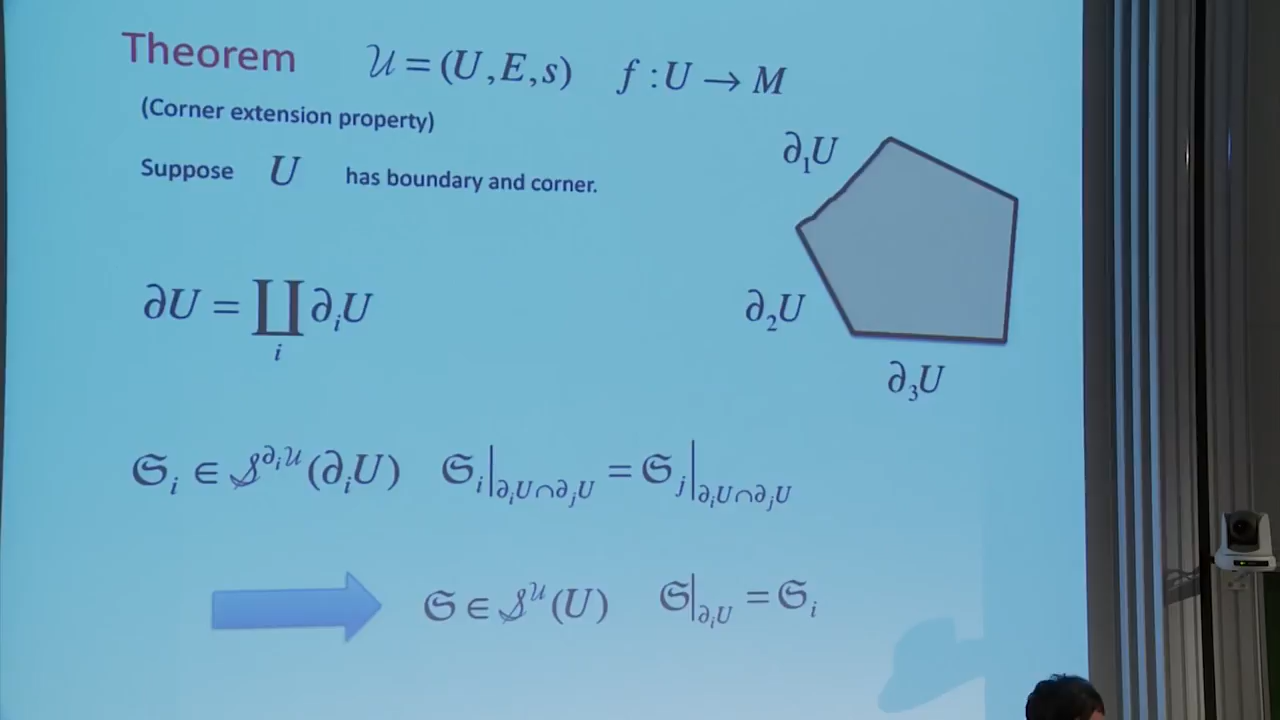 Theorem 𝒰 = (U, E, s) f : U → M
(Corner extension property)
Suppose U has boundary and corner.
∂₁U
∂U = ∐ᵢ ∂ᵢU
∂₂U
∂₃U
𝔖ᵢ ∈ 𝒮^{∂ᵢ𝒰}(∂ᵢU) 𝔖ᵢ|_{∂ᵢU∩∂ⱼU} = 𝔖ⱼ|_{∂ᵢU∩∂ⱼU}
𝔖 ∈ 𝒮^{𝒰}(U) 𝔖|_{∂ᵢU} = 𝔖ᵢ